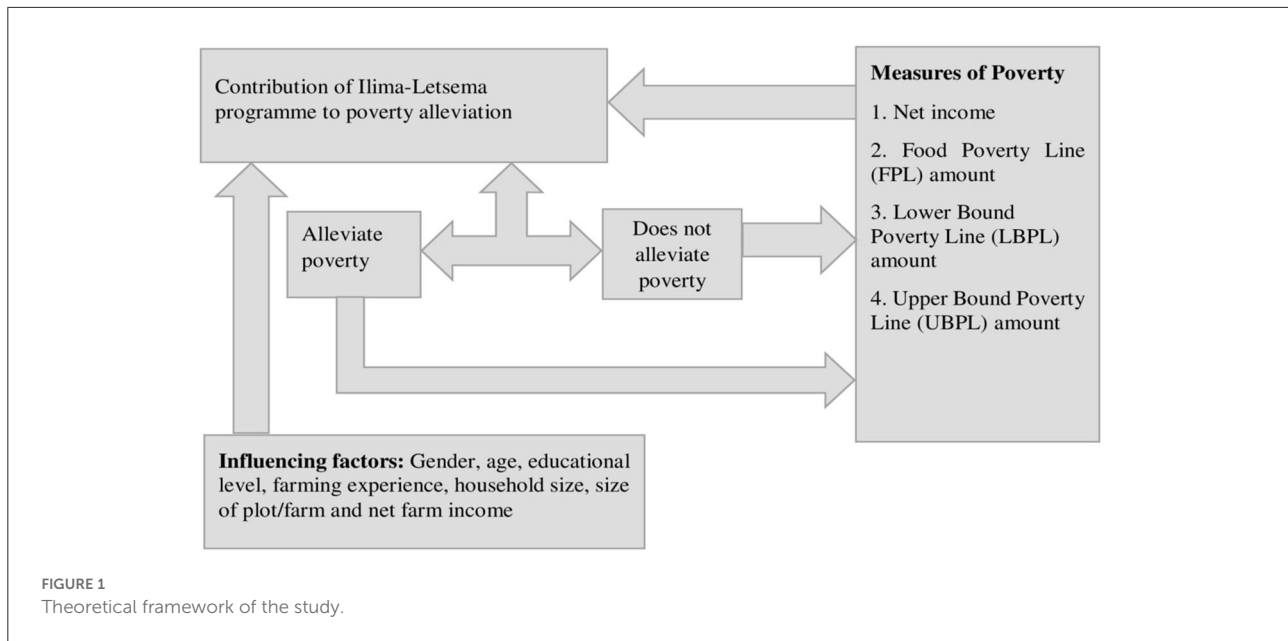 Contribution of Ilima-Letsema
programme to poverty alleviation
Measures of Poverty
1. Net income
2. Food Poverty Line
(FPL) amount
3. Lower Bound
Poverty Line (LBPL)
amount
4. Upper Bound Poverty
Line (UBPL) amount
Alleviate
poverty
Does not
alleviate
poverty
Influencing factors: Gender, age, educational
level, farming experience, household size, size
of plot/farm and net farm income
FIGURE 1
Theoretical framework of the study.